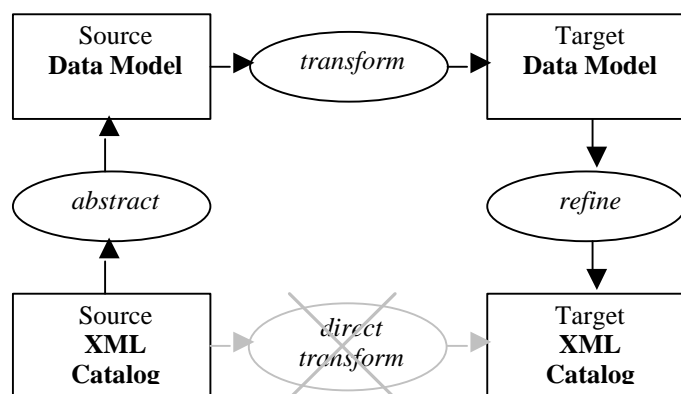 Source
Data Model
transform
Target
Data Model
abstract
refine
Source
XML
Catalog
direct
transform
Target
XML
Catalog